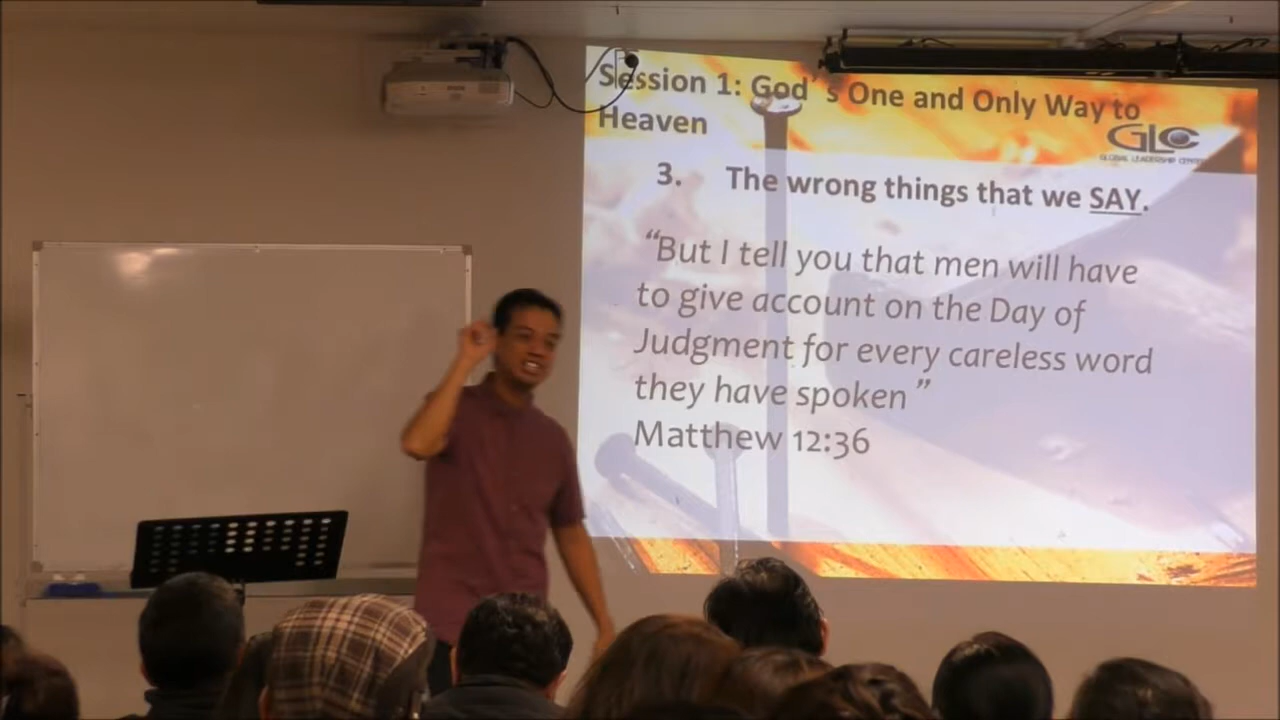 Session 1: God's One and Only Way to
Heaven
GLC
GLOBAL LEADERSHIP CENTER
3. The wrong things that we SAY.
“But I tell you that men will have
to give account on the Day of
Judgment for every careless word
they have spoken”
Matthew 12:36